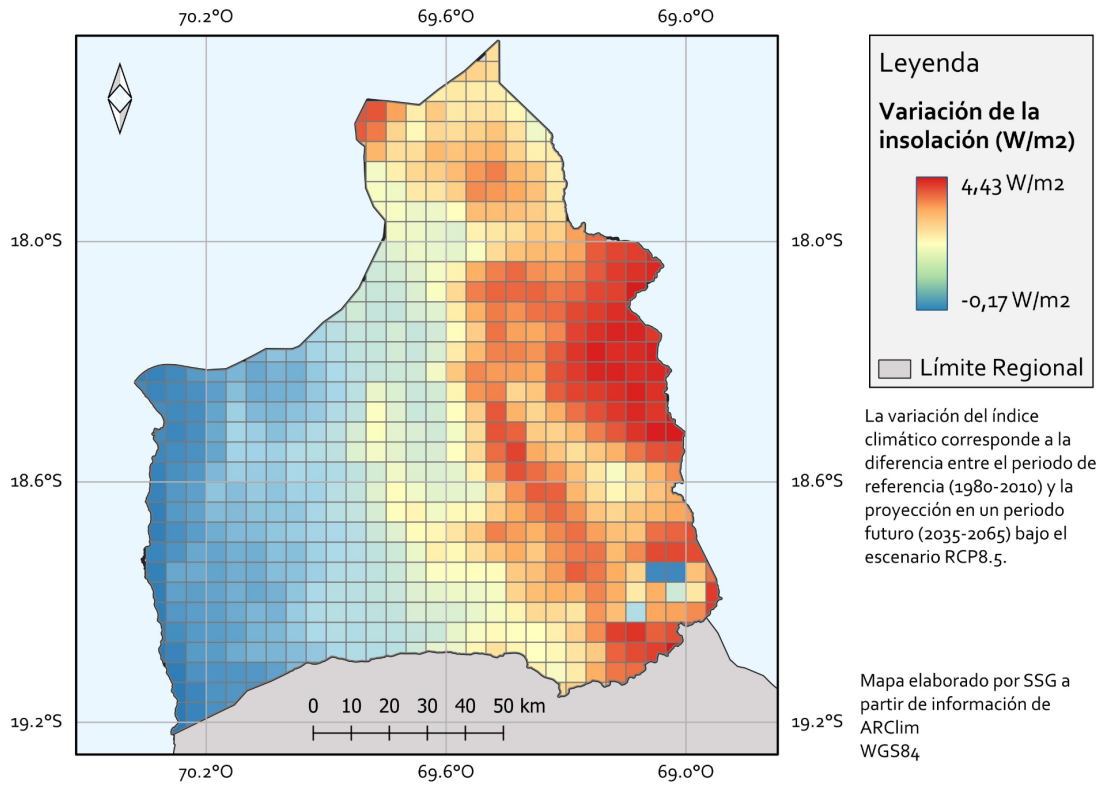 70.2°O 69.6°O 69.0°O
18.0°S 18.0°S
18.6°S 18.6°S
19.2°S 19.2°S
0 10 20 30 40 50 km
70.2°O 69.6°O 69.0°O
Leyenda
Variación de la
insolación (W/m2)
4,43 W/m2
-0,17 W/m2
Límite Regional
La variación del índice
climático corresponde a la
diferencia entre el periodo de
referencia (1980-2010) y la
proyección en un periodo
futuro (2035-2065) bajo el
escenario RCP8.5.
Mapa elaborado por SSG a
partir de información de
ARClim
WGS84